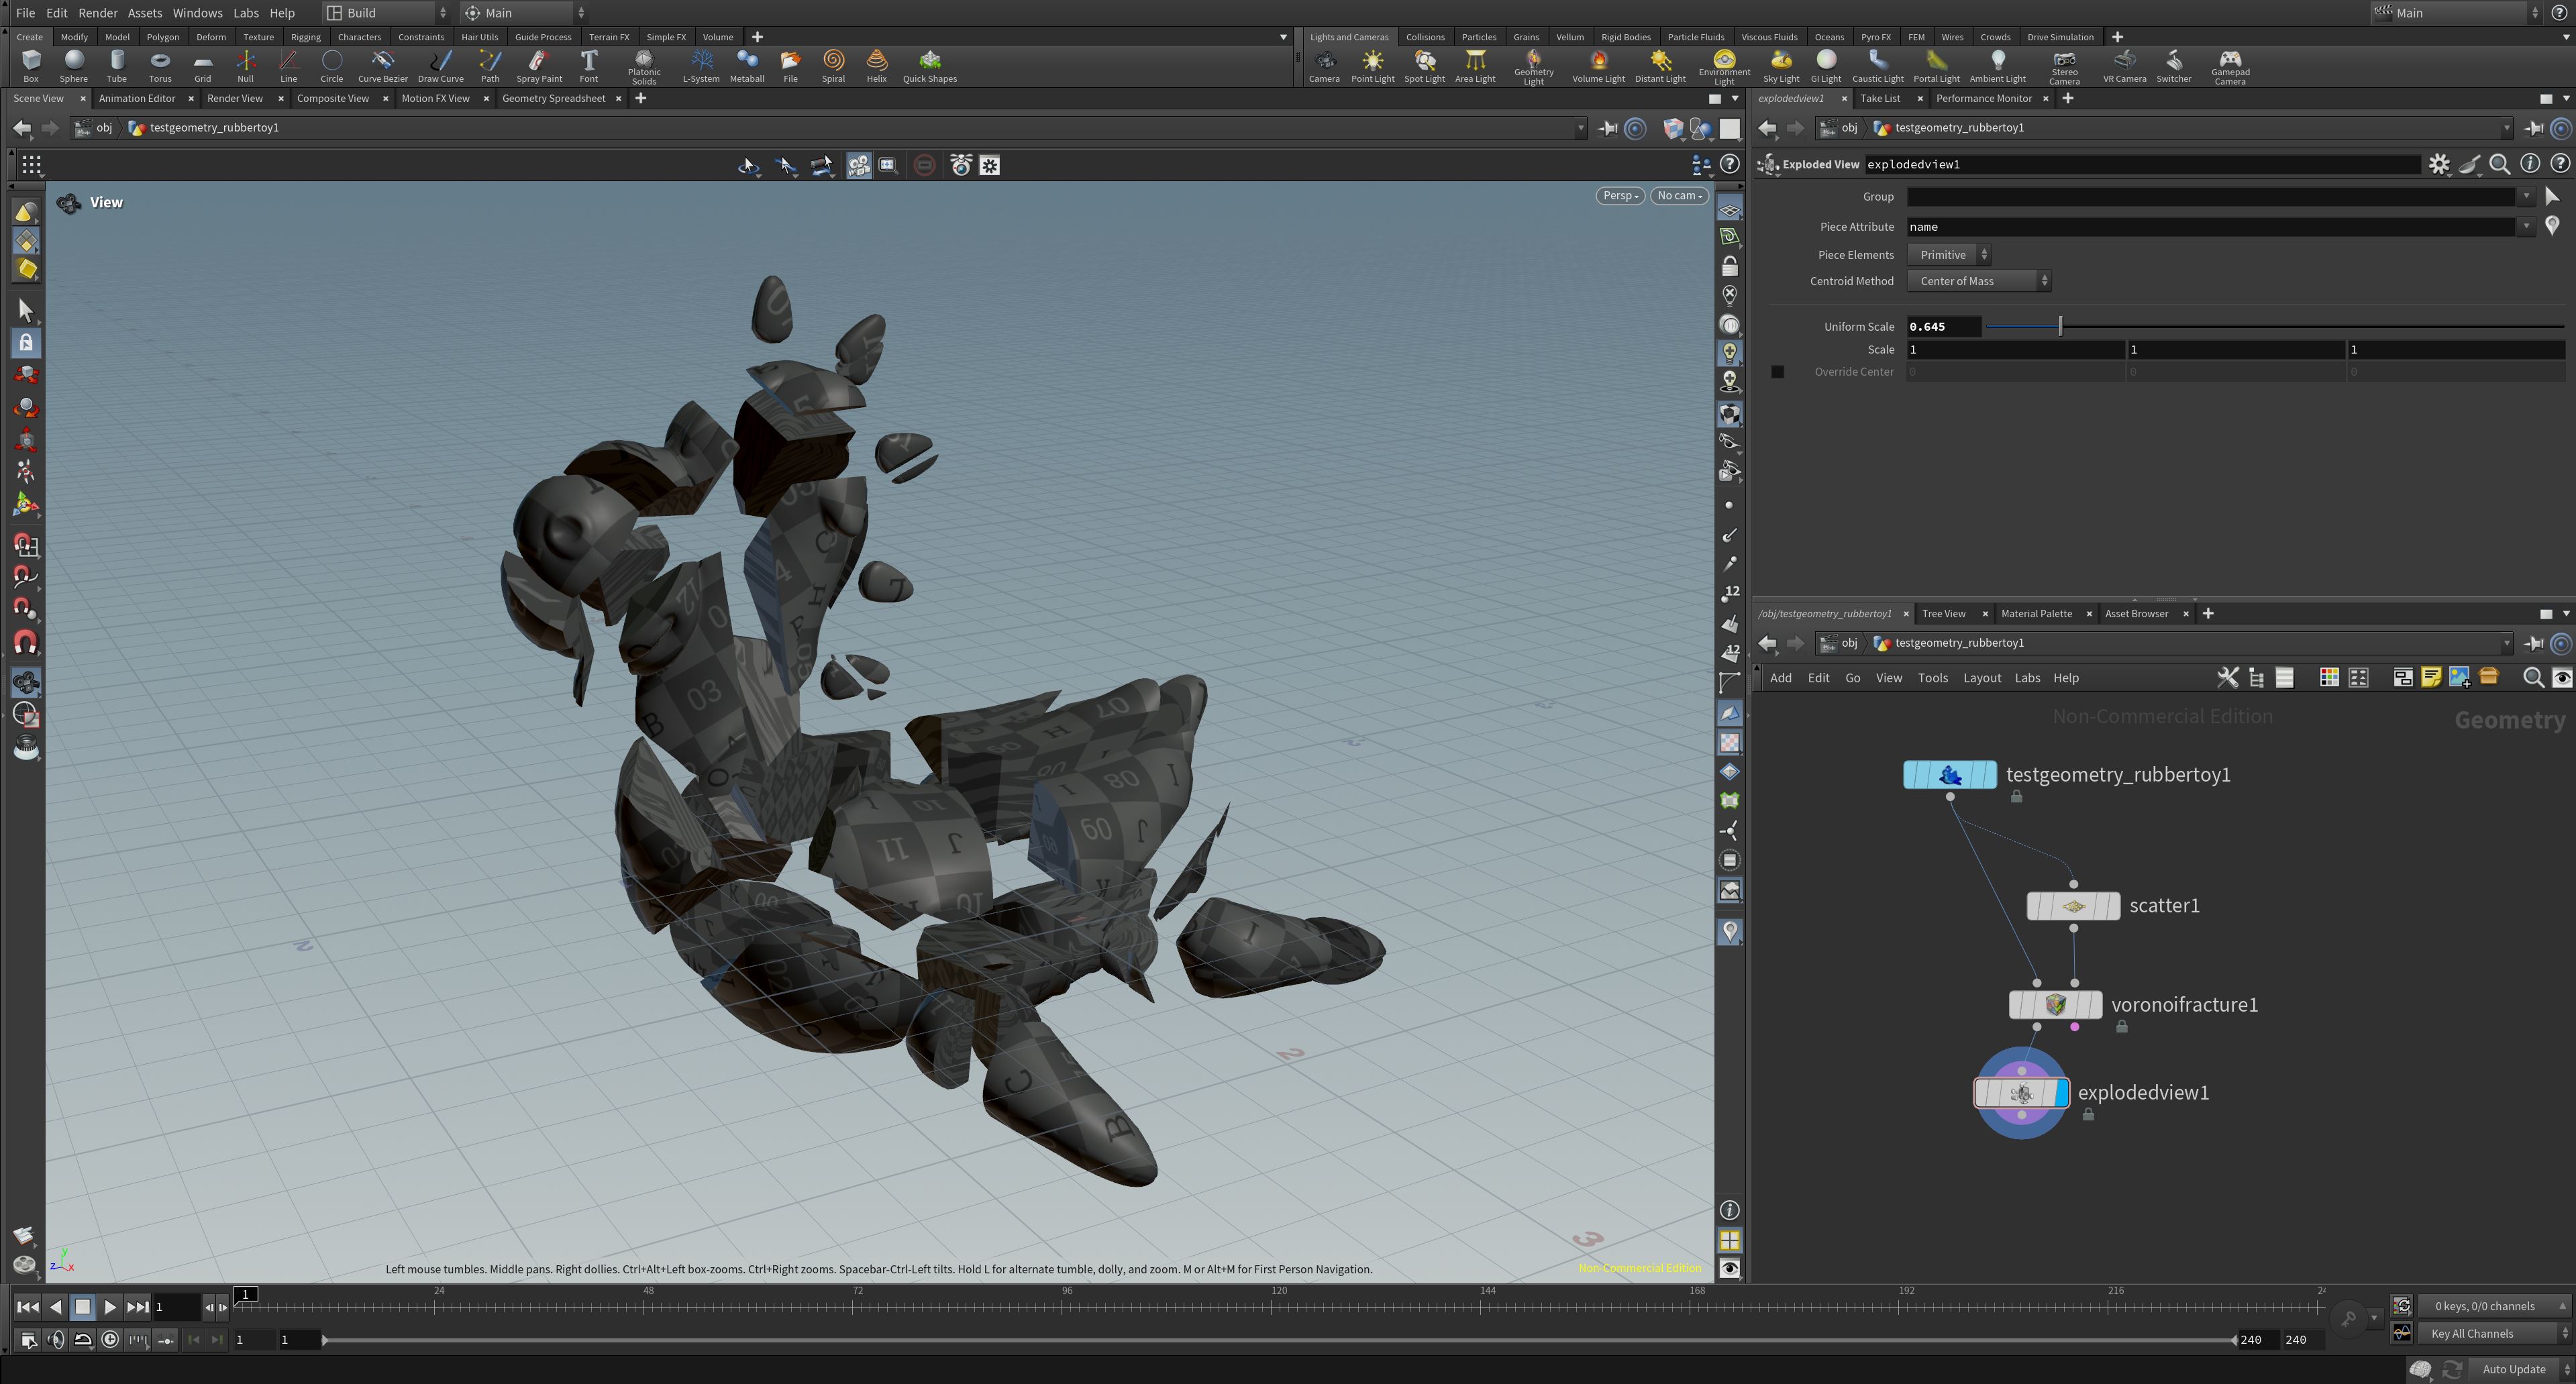 File Edit Render Assets Windows Labs Help Build Main Main
Create Modify Model Polygon Deform Texture Rigging Characters Constraints Hair Utils Guide Process Terrain FX Simple FX Volume
Lights and Cameras Collisions Particles Grains Vellum Rigid Bodies Particle Fluids Viscous Fluids Oceans Pyro FX FEM Wires Crowds Drive Simulation
Box Sphere Tube Torus Grid Null Line Circle Curve Bezier Draw Curve Path Spray Paint Font Platonic Solids L-System Metaball File Spiral Helix Quick Shapes
Camera Point Light Spot Light Area Light Geometry Light Volume Light Distant Light Environment Light Sky Light GI Light Caustic Light Portal Light Ambient Light Stereo Camera VR Camera Switcher Gamepad Camera
Scene View Animation Editor Render View Composite View Motion FX View Geometry Spreadsheet
explodedview1 Take List Performance Monitor
obj testgeometry_rubbertoy1
obj testgeometry_rubbertoy1
Exploded View explodedview1
View
Persp No cam
Group
Piece Attribute name
Piece Elements Primitive
Centroid Method Center of Mass
Uniform Scale 0.645
Scale 1 1 1
Override Center 0 0 0
12
12
/obj/testgeometry_rubbertoy1 Tree View Material Palette Asset Browser
obj testgeometry_rubbertoy1
Add Edit Go View Tools Layout Labs Help
Non-Commercial Edition
Geometry
testgeometry_rubbertoy1
scatter1
voronoifracture1
explodedview1
03
B
11
10
09
08
I
C
B
2
3
y
z x
Left mouse tumbles. Middle pans. Right dollies. Ctrl+Alt+Left box-zooms. Ctrl+Right zooms. Spacebar-Ctrl-Left tilts. Hold L for alternate tumble, dolly, and zoom. M or Alt+M for First Person Navigation.
Non-Commercial Edition
1 1 24 48 72 96 120 144 168 192 216
0 keys, 0/0 channels
1 1 240 240
Key All Channels
Auto Update